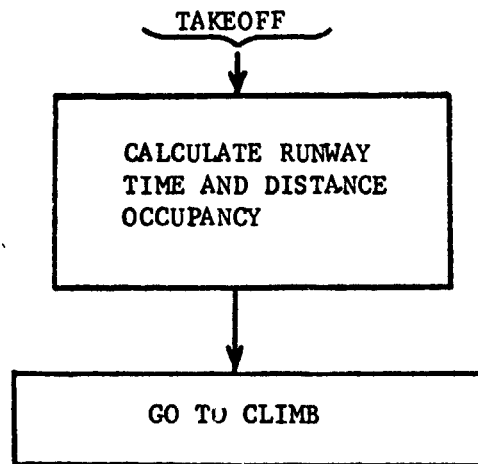 TAKEOFF
CALCULATE RUNWAY
TIME AND DISTANCE
OCCUPANCY
GO TO CLIMB